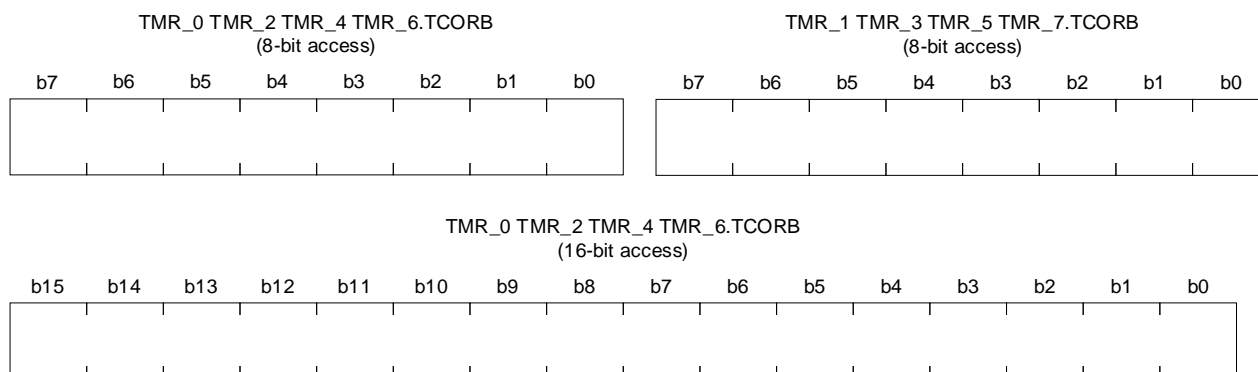 TMR_0 TMR_2 TMR_4 TMR_6.TCORB
(8-bit access)
b7 b6 b5 b4 b3 b2 b1 b0
TMR_1 TMR_3 TMR_5 TMR_7.TCORB
(8-bit access)
b7 b6 b5 b4 b3 b2 b1 b0
TMR_0 TMR_2 TMR_4 TMR_6.TCORB
(16-bit access)
b15 b14 b13 b12 b11 b10 b9 b8 b7 b6 b5 b4 b3 b2 b1 b0